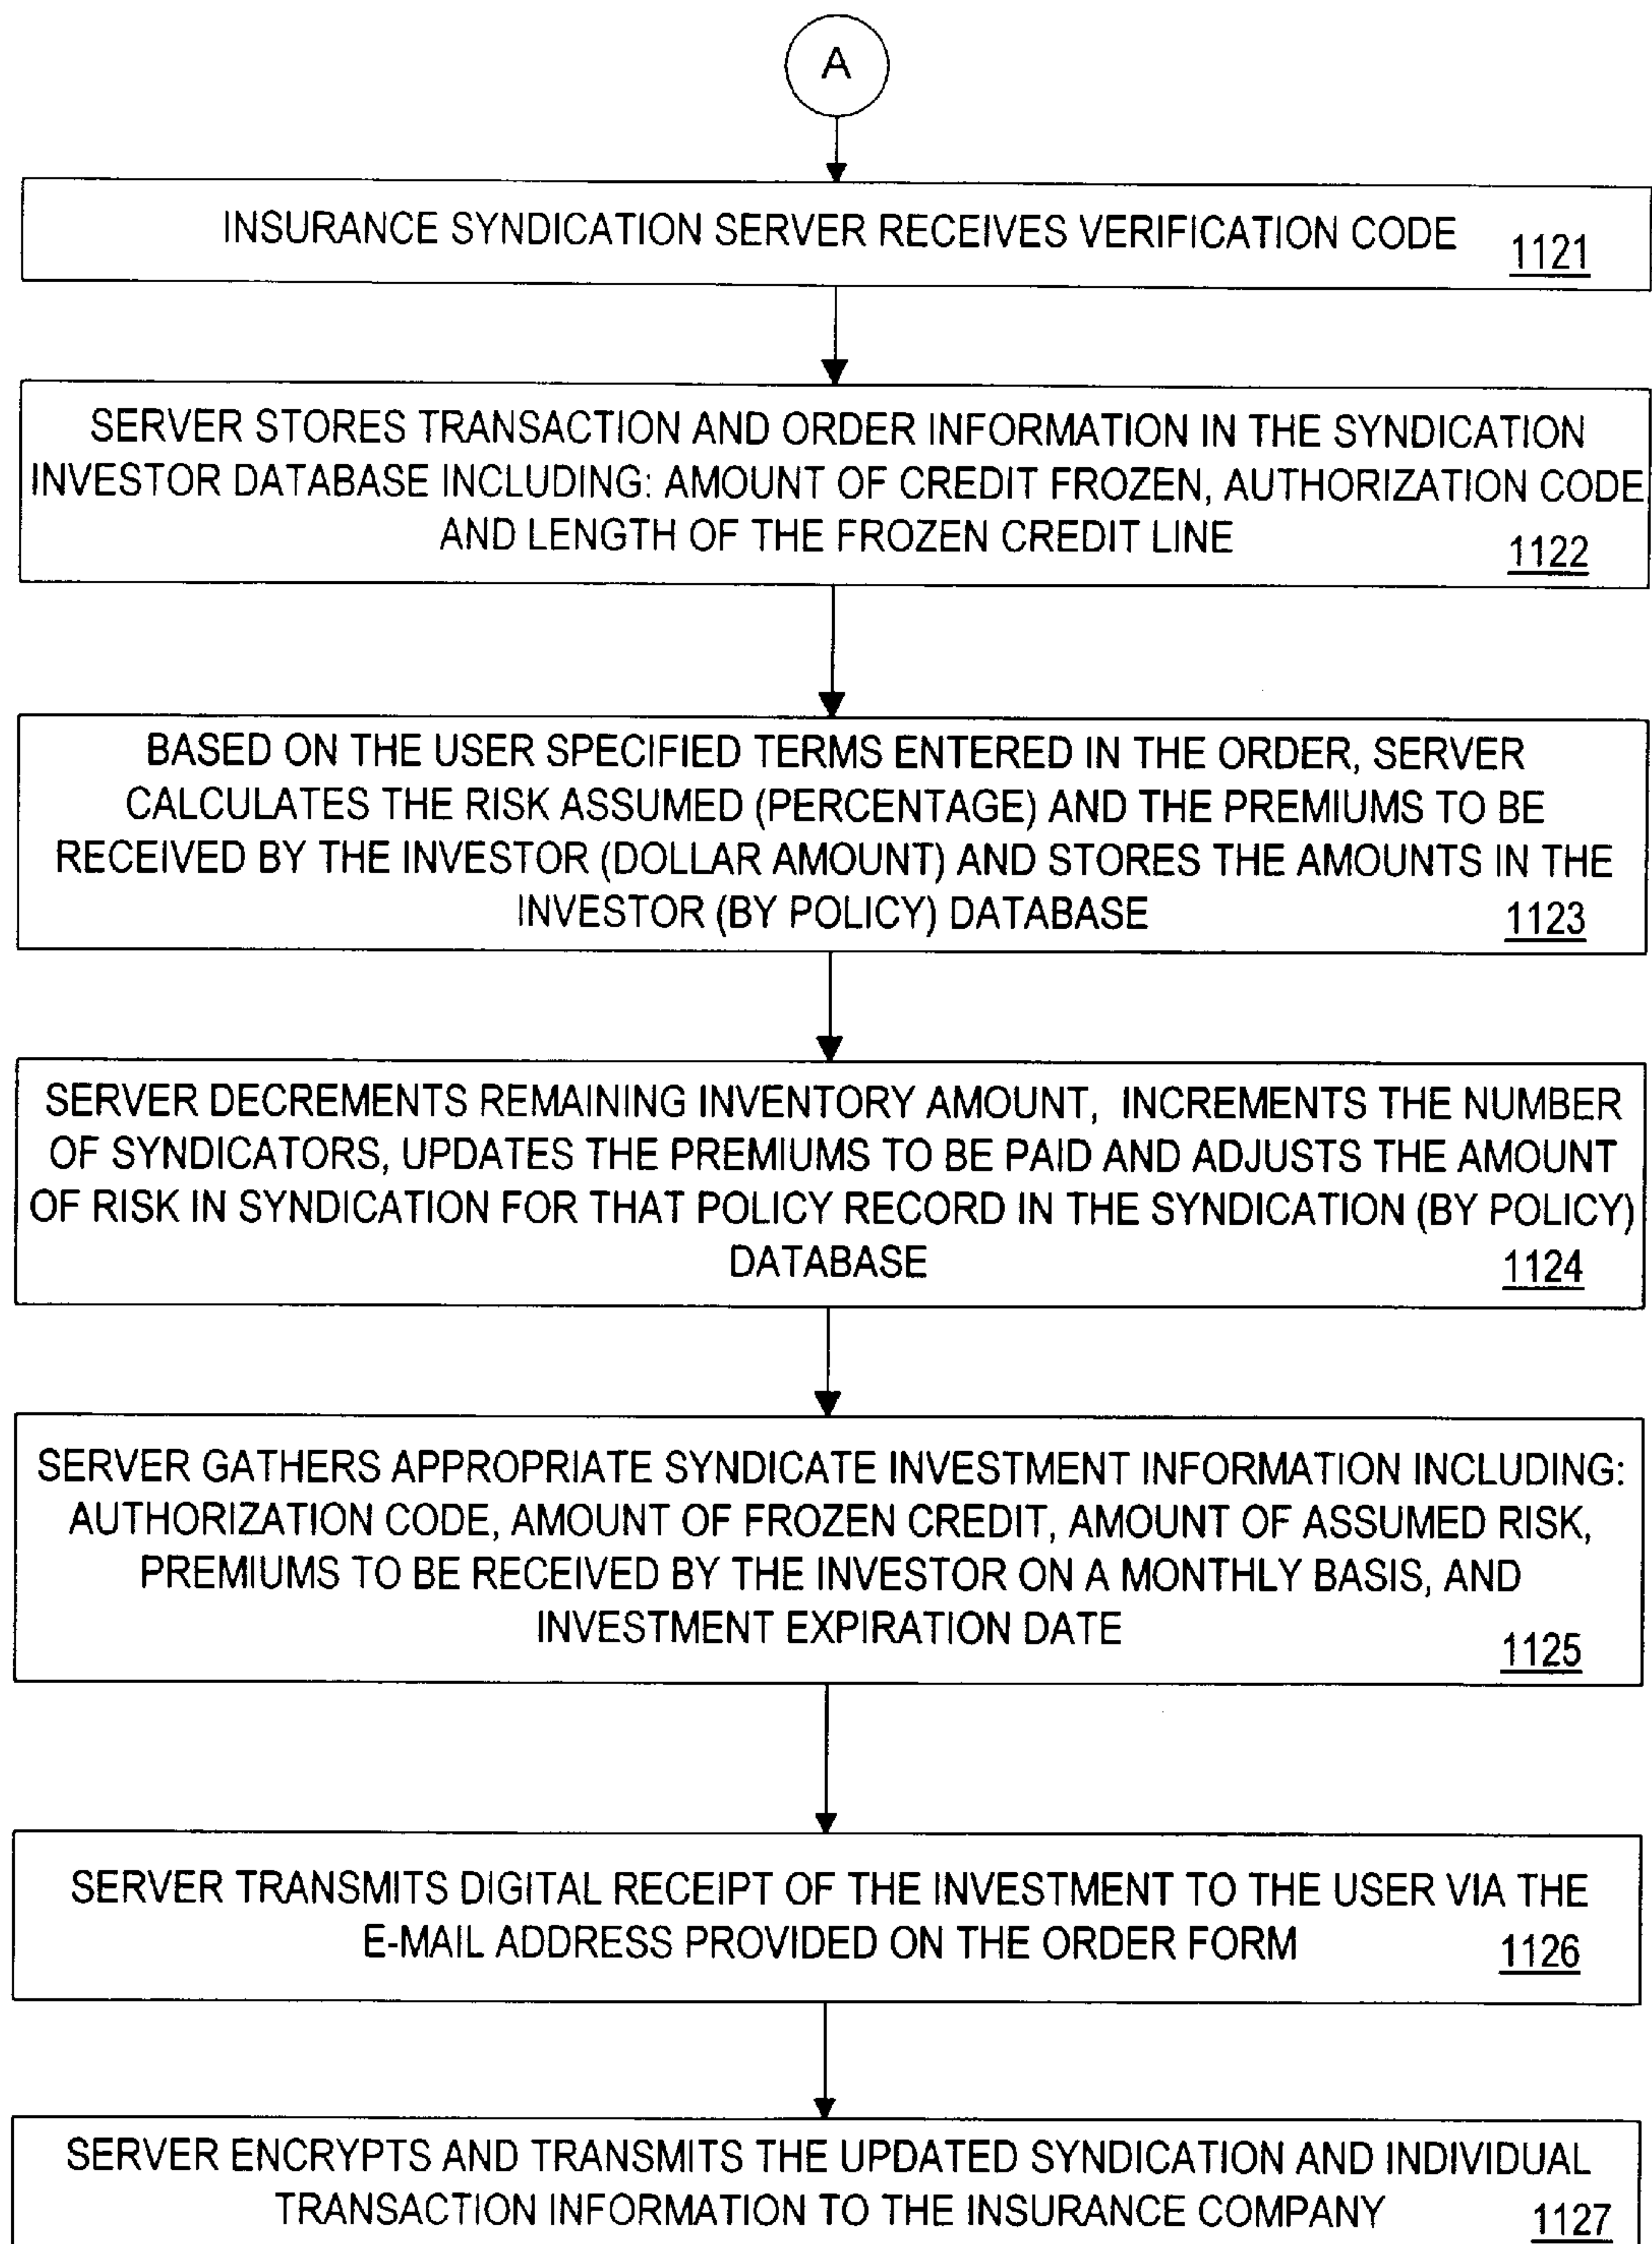 A
INSURANCE SYNDICATION SERVER RECEIVES VERIFICATION CODE 1121
SERVER STORES TRANSACTION AND ORDER INFORMATION IN THE SYNDICATION
INVESTOR DATABASE INCLUDING: AMOUNT OF CREDIT FROZEN, AUTHORIZATION CODE
AND LENGTH OF THE FROZEN CREDIT LINE 1122
BASED ON THE USER SPECIFIED TERMS ENTERED IN THE ORDER, SERVER
CALCULATES THE RISK ASSUMED (PERCENTAGE) AND THE PREMIUMS TO BE
RECEIVED BY THE INVESTOR (DOLLAR AMOUNT) AND STORES THE AMOUNTS IN THE
INVESTOR (BY POLICY) DATABASE 1123
SERVER DECREMENTS REMAINING INVENTORY AMOUNT, INCREMENTS THE NUMBER
OF SYNDICATORS, UPDATES THE PREMIUMS TO BE PAID AND ADJUSTS THE AMOUNT
OF RISK IN SYNDICATION FOR THAT POLICY RECORD IN THE SYNDICATION (BY POLICY)
DATABASE 1124
SERVER GATHERS APPROPRIATE SYNDICATE INVESTMENT INFORMATION INCLUDING:
AUTHORIZATION CODE, AMOUNT OF FROZEN CREDIT, AMOUNT OF ASSUMED RISK,
PREMIUMS TO BE RECEIVED BY THE INVESTOR ON A MONTHLY BASIS, AND
INVESTMENT EXPIRATION DATE 1125
SERVER TRANSMITS DIGITAL RECEIPT OF THE INVESTMENT TO THE USER VIA THE
E-MAIL ADDRESS PROVIDED ON THE ORDER FORM 1126
SERVER ENCRYPTS AND TRANSMITS THE UPDATED SYNDICATION AND INDIVIDUAL
TRANSACTION INFORMATION TO THE INSURANCE COMPANY 1127